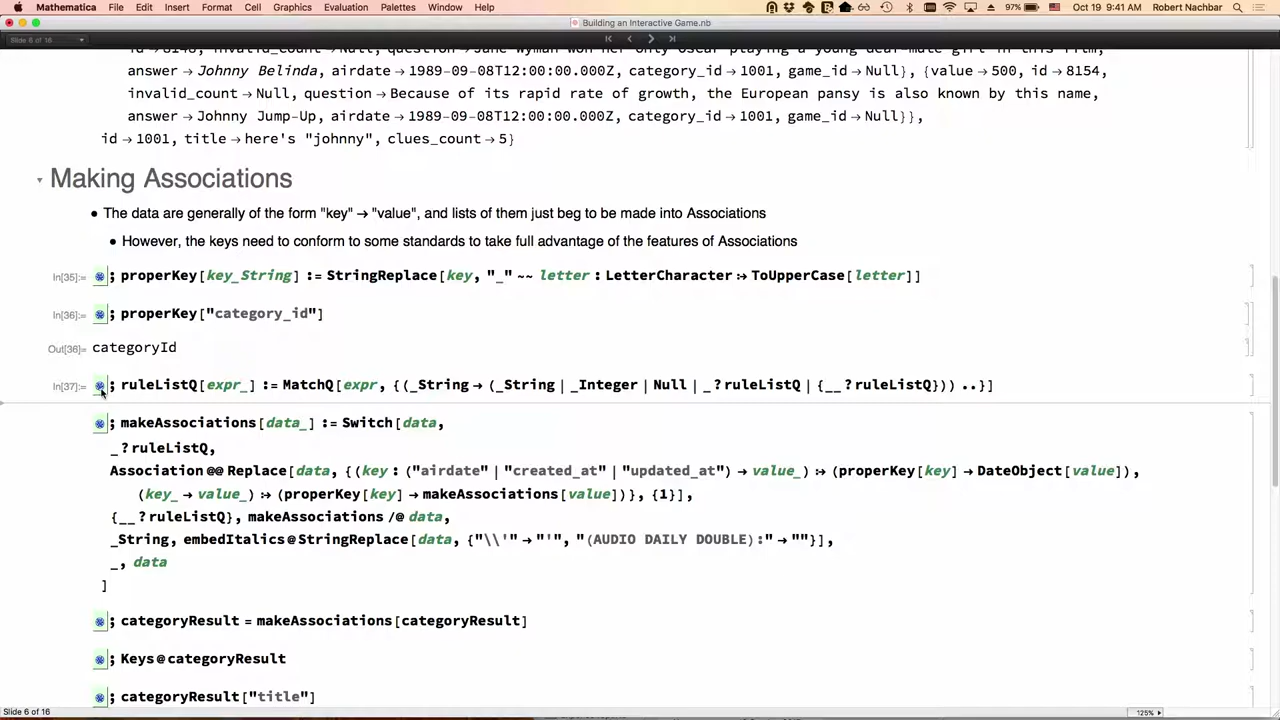 Mathematica File Edit Insert Format Cell Graphics Evaluation Palettes Window Help 97% Oct 19 9:41 AM Robert Nachbar
Building an Interactive Game.nb
Slide 6 of 16
answer → Johnny Belinda, airdate → 1989-09-08T12:00:00.000Z, category_id → 1001, game_id → Null}, {value → 500, id → 8154,
invalid_count → Null, question → Because of its rapid rate of growth, the European pansy is also known by this name,
answer → Johnny Jump-Up, airdate → 1989-09-08T12:00:00.000Z, category_id → 1001, game_id → Null}},
id → 1001, title → here's "johnny", clues_count → 5}
Making Associations
• The data are generally of the form "key" → "value", and lists of them just beg to be made into Associations
• However, the keys need to conform to some standards to take full advantage of the features of Associations
In[35]:= ; properKey[key_String] := StringReplace[key, "_" ~~ letter : LetterCharacter :> ToUpperCase[letter]]
In[36]:= ; properKey["category_id"]
Out[36]= categoryId
In[37]:= ; ruleListQ[expr_] := MatchQ[expr, {(_String → (_String | _Integer | Null | _?ruleListQ | {__?ruleListQ})) ..}]
; makeAssociations[data_] := Switch[data,
_?ruleListQ,
Association @@ Replace[data, {(key : ("airdate" | "created_at" | "updated_at") → value_) :> (properKey[key] → DateObject[value]),
(key_ → value_) :> (properKey[key] → makeAssociations[value])}, {1}],
{__?ruleListQ}, makeAssociations /@ data,
_String, embedItalics@StringReplace[data, {"\\'" → "'", "(AUDIO DAILY DOUBLE):" → ""}],
_, data
]
; categoryResult = makeAssociations[categoryResult]
; Keys@categoryResult
; categoryResult["title"]
Slide 6 of 16 125%